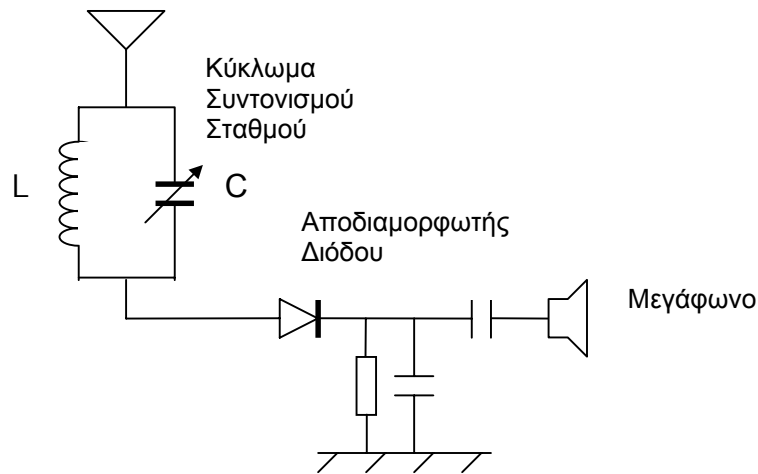 Κύκλωμα
Συντονισμού
Σταθμού
L
C
Αποδιαμορφωτής
Διόδου
Μεγάφωνο